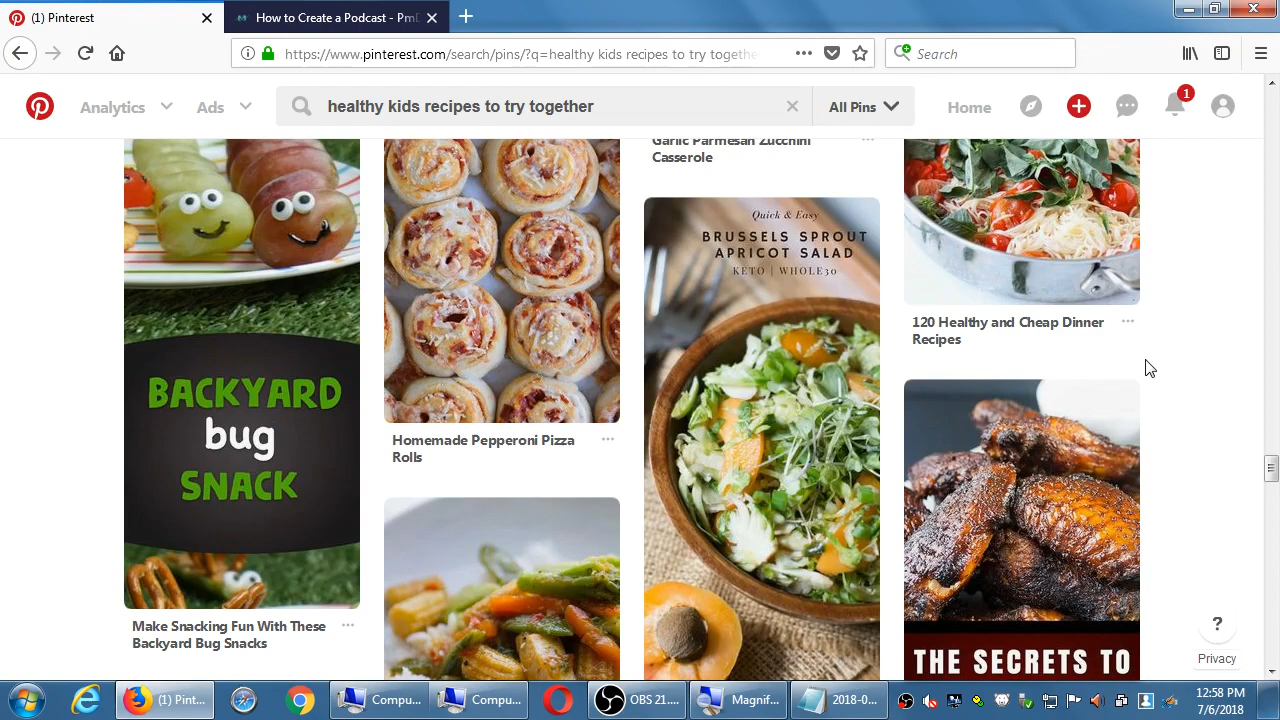 (1) Pinterest
How to Create a Podcast - PmD
https://www.pinterest.com/search/pins/?q=healthy kids recipes to try togethe
Search
Analytics
Ads
healthy kids recipes to try together
All Pins
Home
1
Garlic Parmesan Zucchini
Casserole
Quick & Easy
BRUSSELS SPROUT
APRICOT SALAD
KETO | WHOLE30
120 Healthy and Cheap Dinner
Recipes
BACKYARD
bug
SNACK
Homemade Pepperoni Pizza
Rolls
Make Snacking Fun With These
Backyard Bug Snacks
THE SECRETS TO
?
Privacy
(1) Pint...
Compu...
Compu...
OBS 21....
Magnif...
2018-0...
12:58 PM
7/6/2018